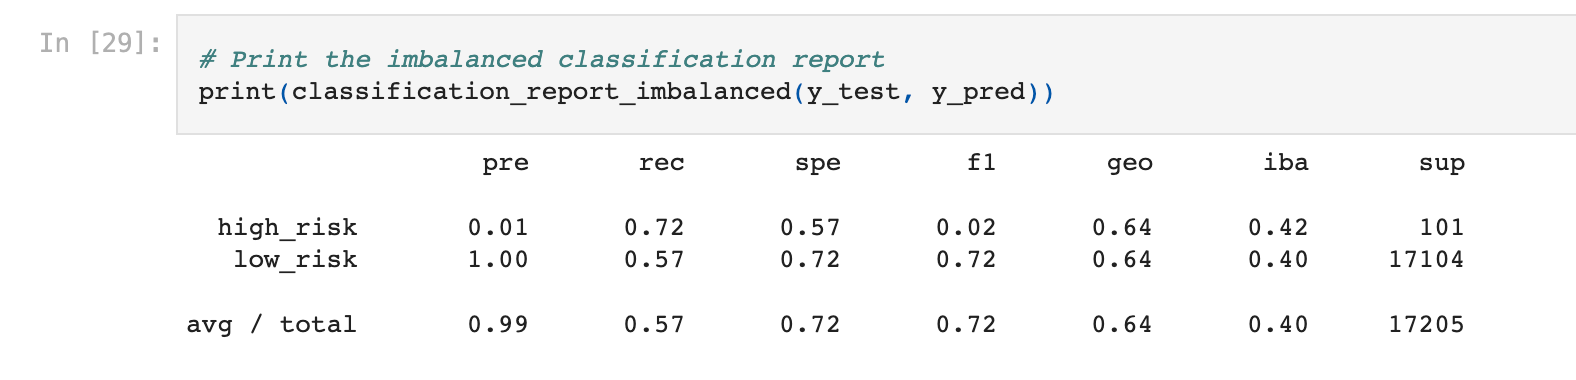 In [29]:
# Print the imbalanced classification report
print(classification_report_imbalanced(y_test, y_pred))
pre rec spe f1 geo iba sup
high_risk 0.01 0.72 0.57 0.02 0.64 0.42 101
low_risk 1.00 0.57 0.72 0.72 0.64 0.40 17104
avg / total 0.99 0.57 0.72 0.72 0.64 0.40 17205